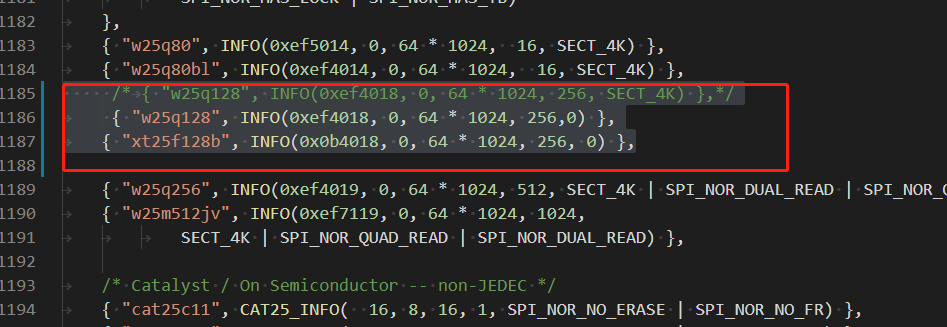 1181 SPI_NOR_HAS_LOCK | SPI_NOR_HAS_TB)
1182 },
1183 { "w25q80", INFO(0xef5014, 0, 64 * 1024, 16, SECT_4K) },
1184 { "w25q80bl", INFO(0xef4014, 0, 64 * 1024, 16, SECT_4K) },
1185 /* { "w25q128", INFO(0xef4018, 0, 64 * 1024, 256, SECT_4K) },*/
1186 { "w25q128", INFO(0xef4018, 0, 64 * 1024, 256,0) },
1187 { "xt25f128b", INFO(0x0b4018, 0, 64 * 1024, 256, 0) },
1188
1189 { "w25q256", INFO(0xef4019, 0, 64 * 1024, 512, SECT_4K | SPI_NOR_DUAL_READ | SPI_NOR_Q
1190 { "w25m512jv", INFO(0xef7119, 0, 64 * 1024, 1024,
1191 SECT_4K | SPI_NOR_QUAD_READ | SPI_NOR_DUAL_READ) },
1192
1193 /* Catalyst / On Semiconductor -- non-JEDEC */
1194 { "cat25c11", CAT25_INFO( 16, 8, 16, 1, SPI_NOR_NO_ERASE | SPI_NOR_NO_FR) },